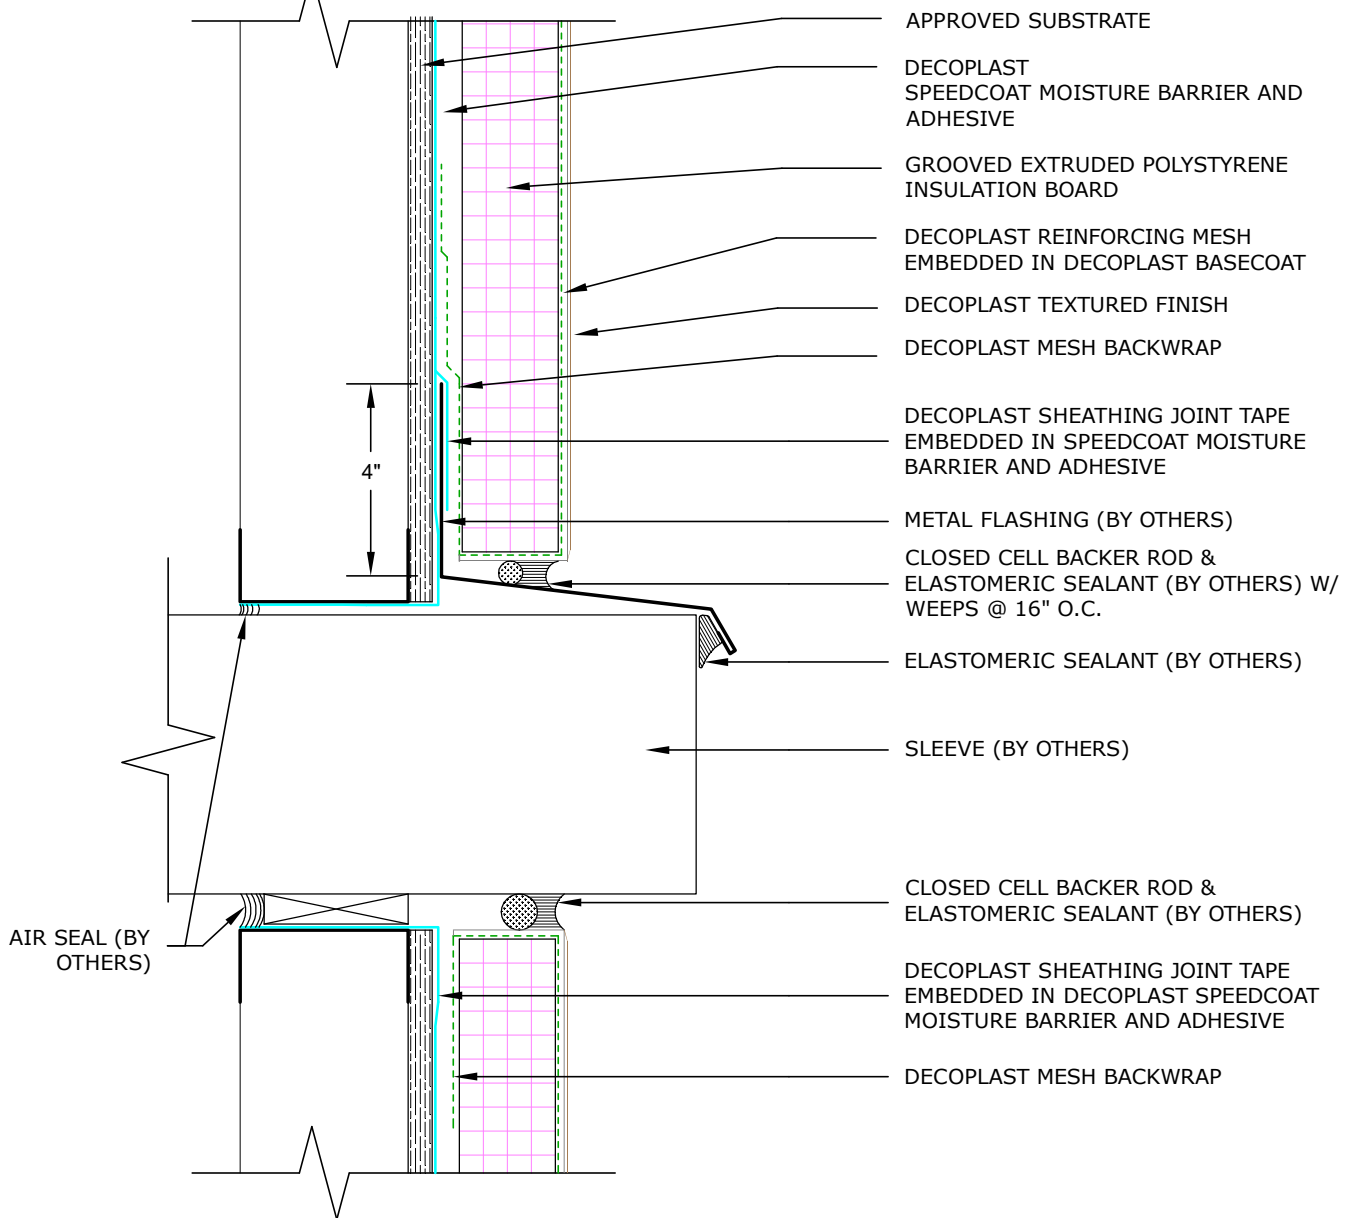 APPROVED SUBSTRATE
DECOPLAST
SPEEDCOAT MOISTURE BARRIER AND
ADHESIVE
GROOVED EXTRUDED POLYSTYRENE
INSULATION BOARD
DECOPLAST REINFORCING MESH
EMBEDDED IN DECOPLAST BASECOAT
DECOPLAST TEXTURED FINISH
DECOPLAST MESH BACKWRAP
DECOPLAST SHEATHING JOINT TAPE
EMBEDDED IN SPEEDCOAT MOISTURE
BARRIER AND ADHESIVE
4"
METAL FLASHING (BY OTHERS)
CLOSED CELL BACKER ROD &
ELASTOMERIC SEALANT (BY OTHERS) W/
WEEPS @ 16" O.C.
ELASTOMERIC SEALANT (BY OTHERS)
SLEEVE (BY OTHERS)
CLOSED CELL BACKER ROD &
ELASTOMERIC SEALANT (BY OTHERS)
AIR SEAL (BY
OTHERS)
DECOPLAST SHEATHING JOINT TAPE
EMBEDDED IN DECOPLAST SPEEDCOAT
MOISTURE BARRIER AND ADHESIVE
DECOPLAST MESH BACKWRAP